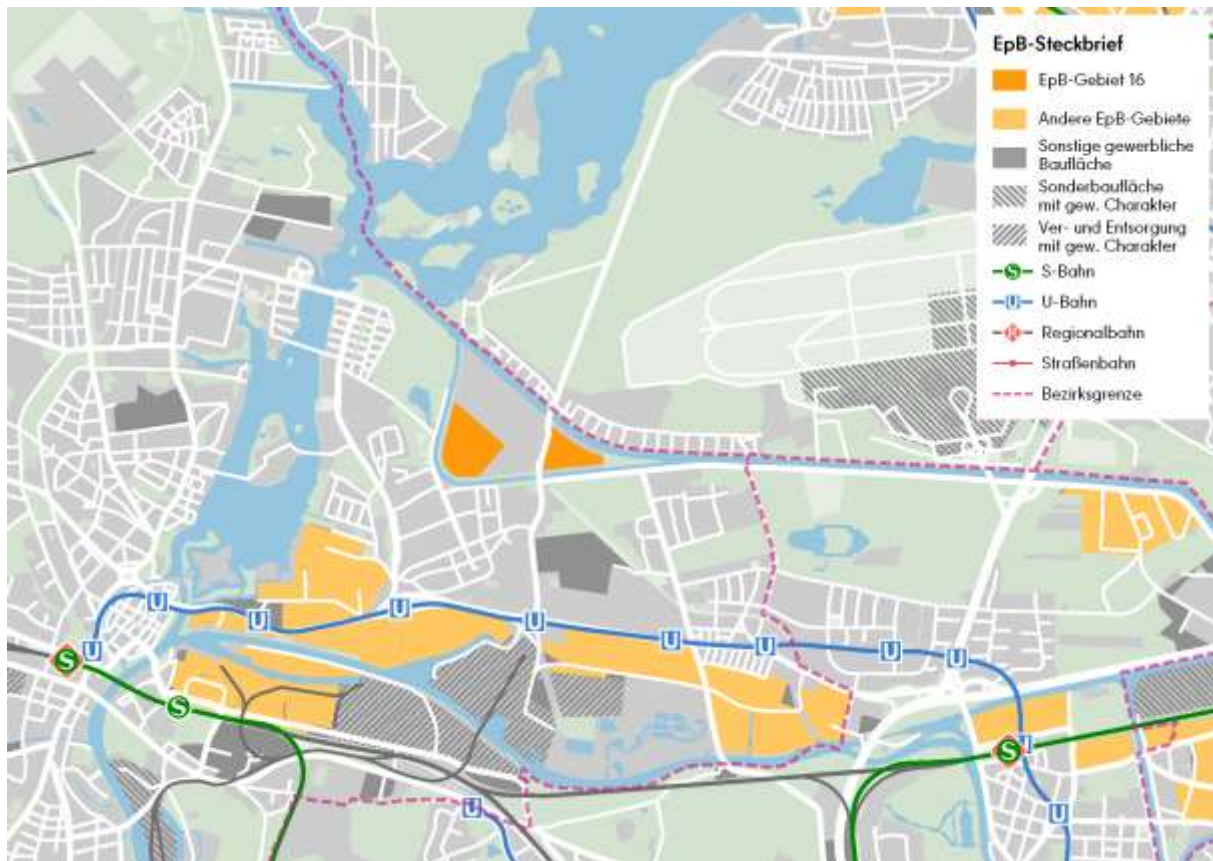 EpB-Steckbrief
EpB-Gebiet 16
Andere EpB-Gebiete
Sonstige gewerbliche
Baufläche
Sonderbaufläche
mit gew. Charakter
Ver- und Entsorgung
mit gew. Charakter
S S-Bahn
U U-Bahn
R Regionalbahn
Straßenbahn
Bezirksgrenze
U
U
U
U
U
U
U
U
U
S
S
S
U
U
U